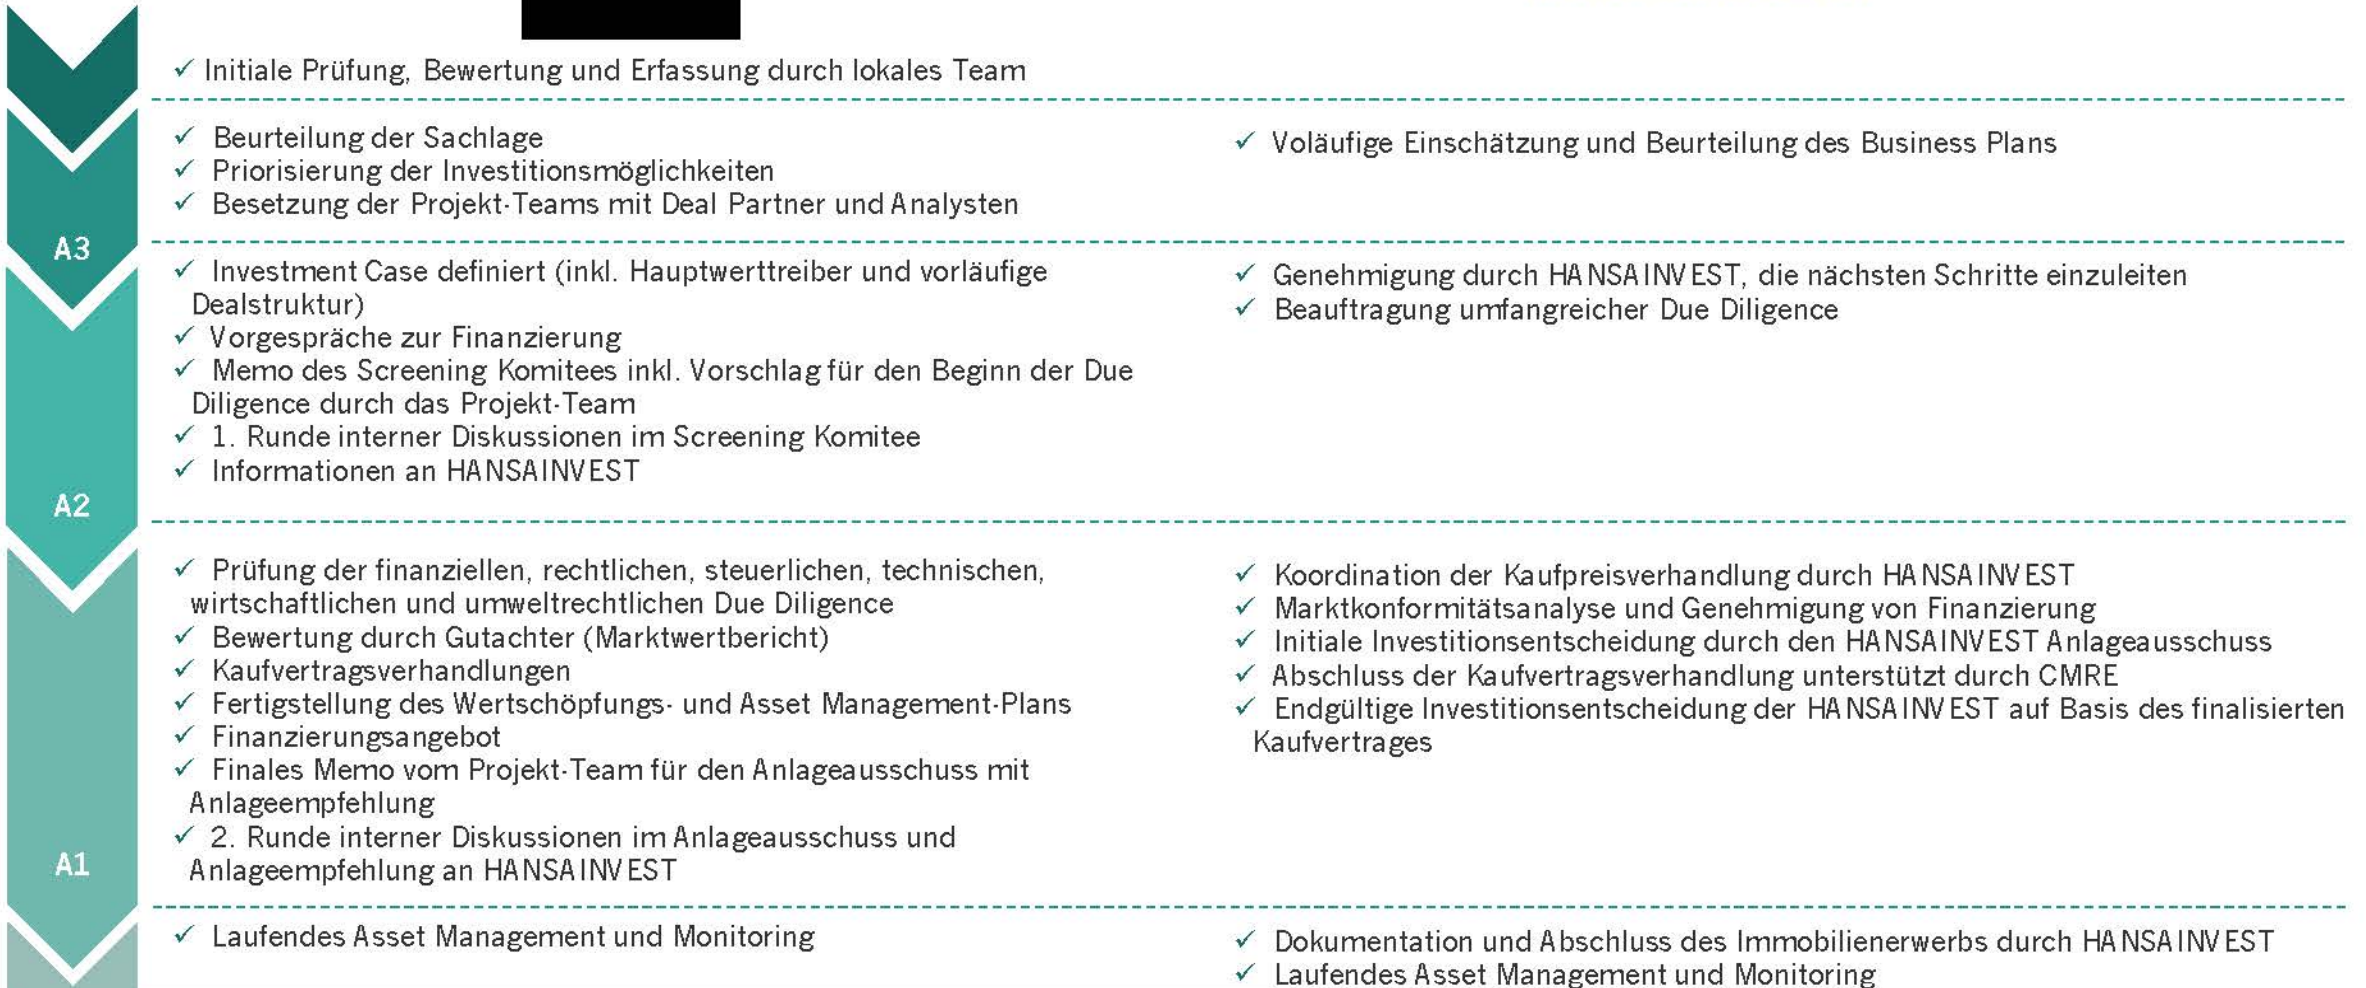 ✓ Initiale Prüfung, Bewertung und Erfassung durch lokales Team
✓ Beurteilung der Sachlage
✓ Priorisierung der Investitionsmöglichkeiten
✓ Besetzung der Projekt-Teams mit Deal Partner und Analysten
✓ Voläufige Einschätzung und Beurteilung des Business Plans
A3
✓ Investment Case definiert (inkl. Hauptwerttreiber und vorläufige
Dealstruktur)
✓ Vorgespräche zur Finanzierung
✓ Memo des Screening Komitees inkl. Vorschlag für den Beginn der Due
Diligence durch das Projekt-Team
✓ 1. Runde interner Diskussionen im Screening Komitee
✓ Informationen an HANSAINVEST
✓ Genehmigung durch HANSAINVEST, die nächsten Schritte einzuleiten
✓ Beauftragung umfangreicher Due Diligence
A2
✓ Prüfung der finanziellen, rechtlichen, steuerlichen, technischen,
wirtschaftlichen und umweltrechtlichen Due Diligence
✓ Bewertung durch Gutachter (Marktwertbericht)
✓ Kaufvertragsverhandlungen
✓ Fertigstellung des Wertschöpfungs- und Asset Management-Plans
✓ Finanzierungsangebot
✓ Finales Memo vom Projekt-Team für den Anlageausschuss mit
Anlageempfehlung
✓ 2. Runde interner Diskussionen im Anlageausschuss und
Anlageempfehlung an HANSAINVEST
✓ Koordination der Kaufpreisverhandlung durch HANSAINVEST
✓ Marktkonformitätsanalyse und Genehmigung von Finanzierung
✓ Initiale Investitionsentscheidung durch den HANSAINVEST Anlageausschuss
✓ Abschluss der Kaufvertragsverhandlung unterstützt durch CMRE
✓ Endgültige Investitionsentscheidung der HANSAINVEST auf Basis des finalisierten
Kaufvertrages
A1
✓ Laufendes Asset Management und Monitoring
✓ Dokumentation und Abschluss des Immobilienerwerbs durch HANSAINVEST
✓ Laufendes Asset Management und Monitoring